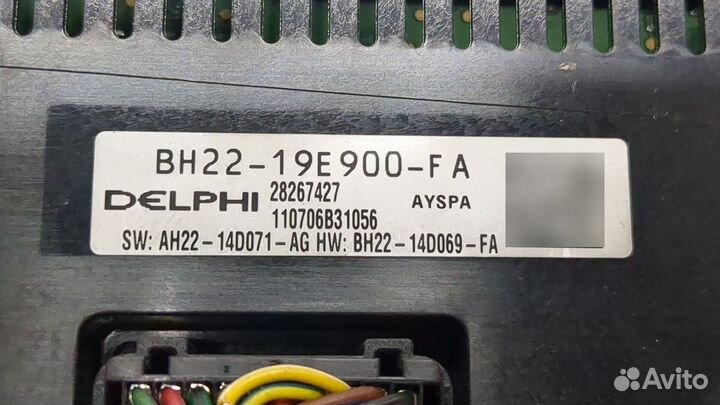 BH22-19E900-FA
DELPHI 28267427 AYSPA
110706B31056
SW: AH22-14D071-AG HW: BH22-14D069-FA
Avito